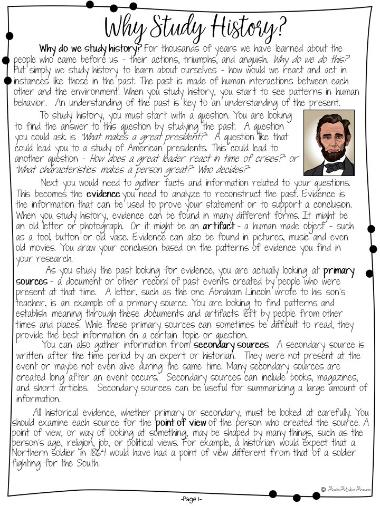 Why Study History?
Why do we study history? For thousands of years we have learned about the
people who came before us - their actions, triumphs, and anguish. Why do we do this?
Put simply we study history to learn about ourselves - how would we react and act in
instances like those in the past. The past is made of human interactions between each
other and the environment. When you study history, you start to see patterns in human
behavior. An understanding of the past is key to an understanding of the present.
To study history, you must start with a question. You are looking
to find the answer to this question by studying the past. A question
you could ask is "What makes a great president?" A question like that
could lead you to a study of American presidents. This could lead to
another question - How does a great leader react in time of crises? or
What characteristics makes a person great? Who decides?
Next you would need to gather facts and information related to your questions.
This becomes the evidence you need to analyze to reconstruct the past. Evidence is
the information that can be used to prove your statement or to support a conclusion.
When you study history, evidence can be found in many different forms. It might be
an old letter or photograph. Or it might be an artifact - a human made object - such
as a tool, button or old vase. Evidence can also be found in pictures, music and even
old movies. You draw your conclusion based on the patterns of evidence you find in
your research.
As you study the past looking for evidence, you are actually looking at primary
sources - a document or other record of past events created by people who were
present at that time. A letter, such as the one Abraham Lincoln wrote to his son's
teacher, is an example of a primary source. You are looking to find patterns and
establish meaning through these documents and artifacts left by people from other
times and places. While these primary sources can sometimes be difficult to read, they
provide the best information on a certain topic or question.
You can also gather information from secondary sources. A secondary source is
written after the time period by an expert or historian. They were not present at the
event or maybe not even alive during the same time. Many secondary sources are
created long after an event occurs. Secondary sources can include books, magazines,
and short articles. Secondary sources can be useful for summarizing a large amount of
information.
All historical evidence, whether primary or secondary, must be looked at carefully. You
should examine each source for the point of view of the person who created the source. A
point of view, or way of looking at something, may be shaped by many things, such as the
person's age, religion, job, or political views. For example, a historian would expect that a
Northern Soldier in 1864 would have had a point of view different from that of a solder
fighting for the South.
-Page 1-